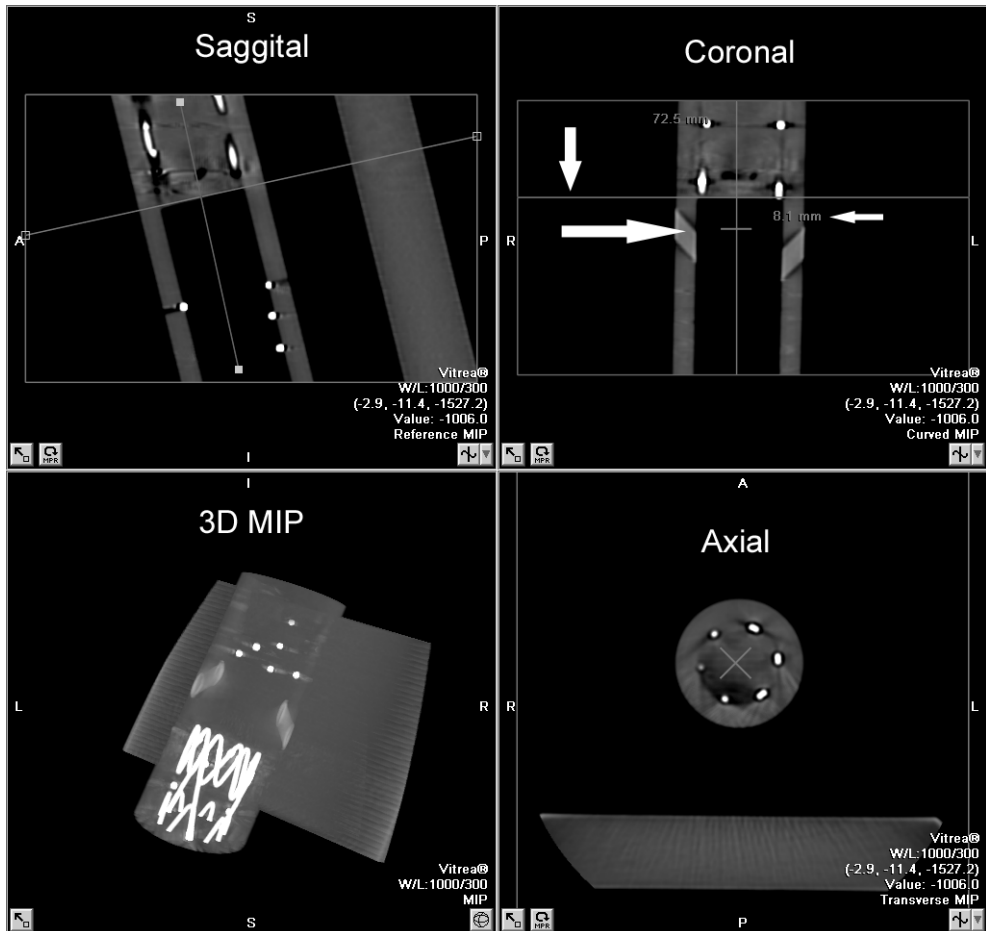 S
Saggital
A
P
Vitrea®
W/L:1000/300
(-2.9, -11.4, -1527.2)
Value: -1006.0
Reference MIP
MPR
I
Coronal
72.5 mm
8.1 mm
R
L
Vitrea®
W/L:1000/300
(-2.9, -11.4, -1527.2)
Value: -1006.0
Curved MIP
MPR
I
3D MIP
L
R
Vitrea®
W/L:1000/300
MIP
S
A
Axial
R
L
Vitrea®
W/L:1000/300
(-2.9, -11.4, -1527.2)
Value: -1006.0
Transverse MIP
MPR
P